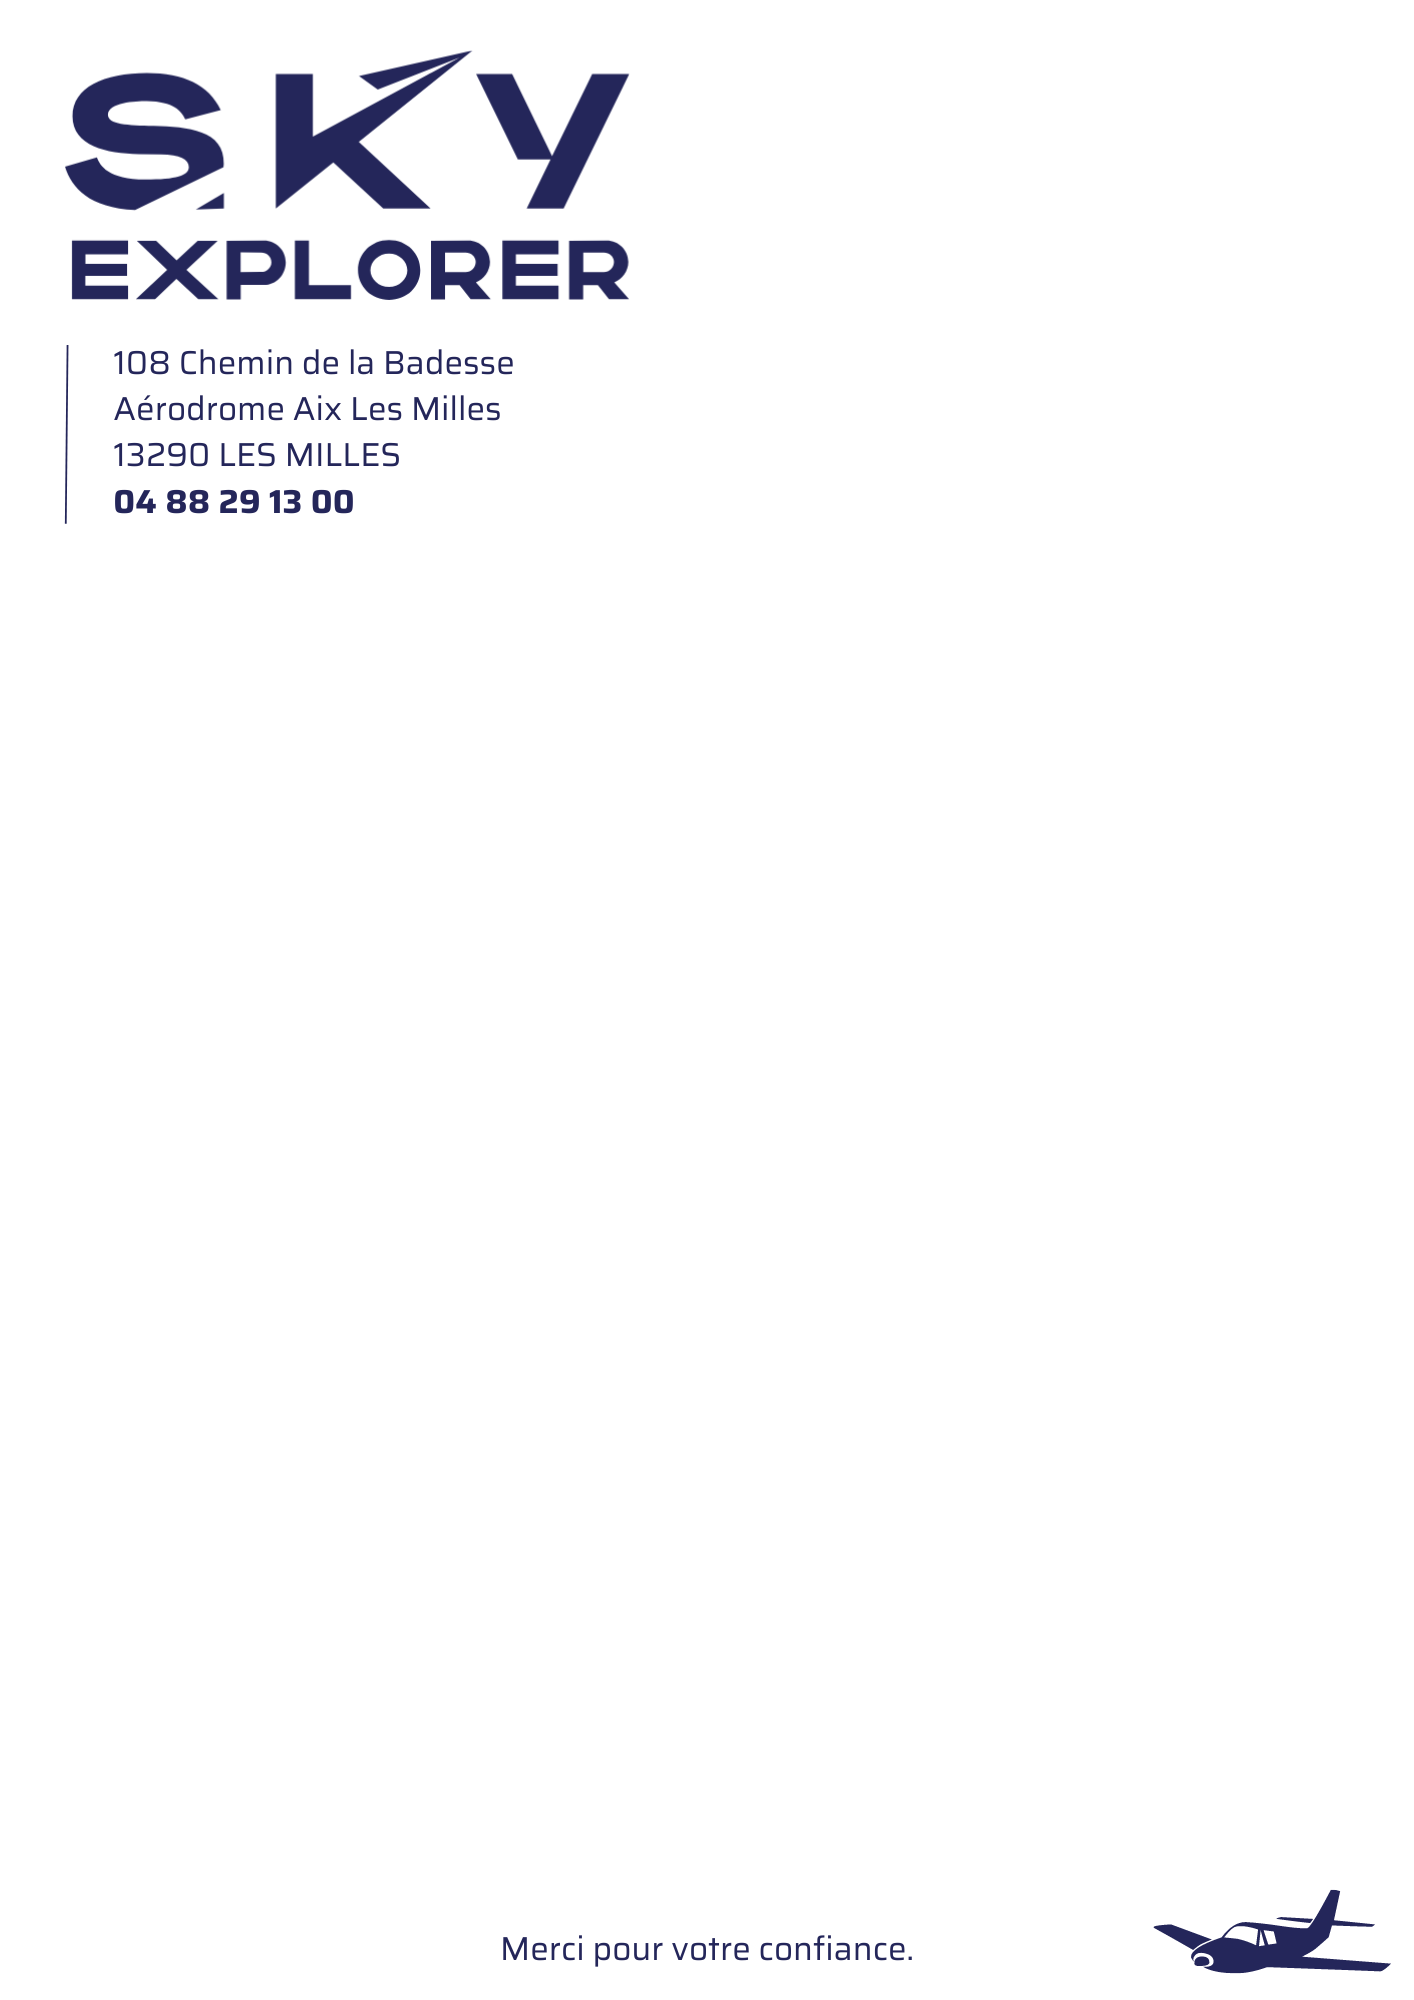 SKY
EXPLORER
108 Chemin de la Badesse
Aérodrome Aix Les Milles
13290 LES MILLES
04 88 29 13 00
Merci pour votre confiance.